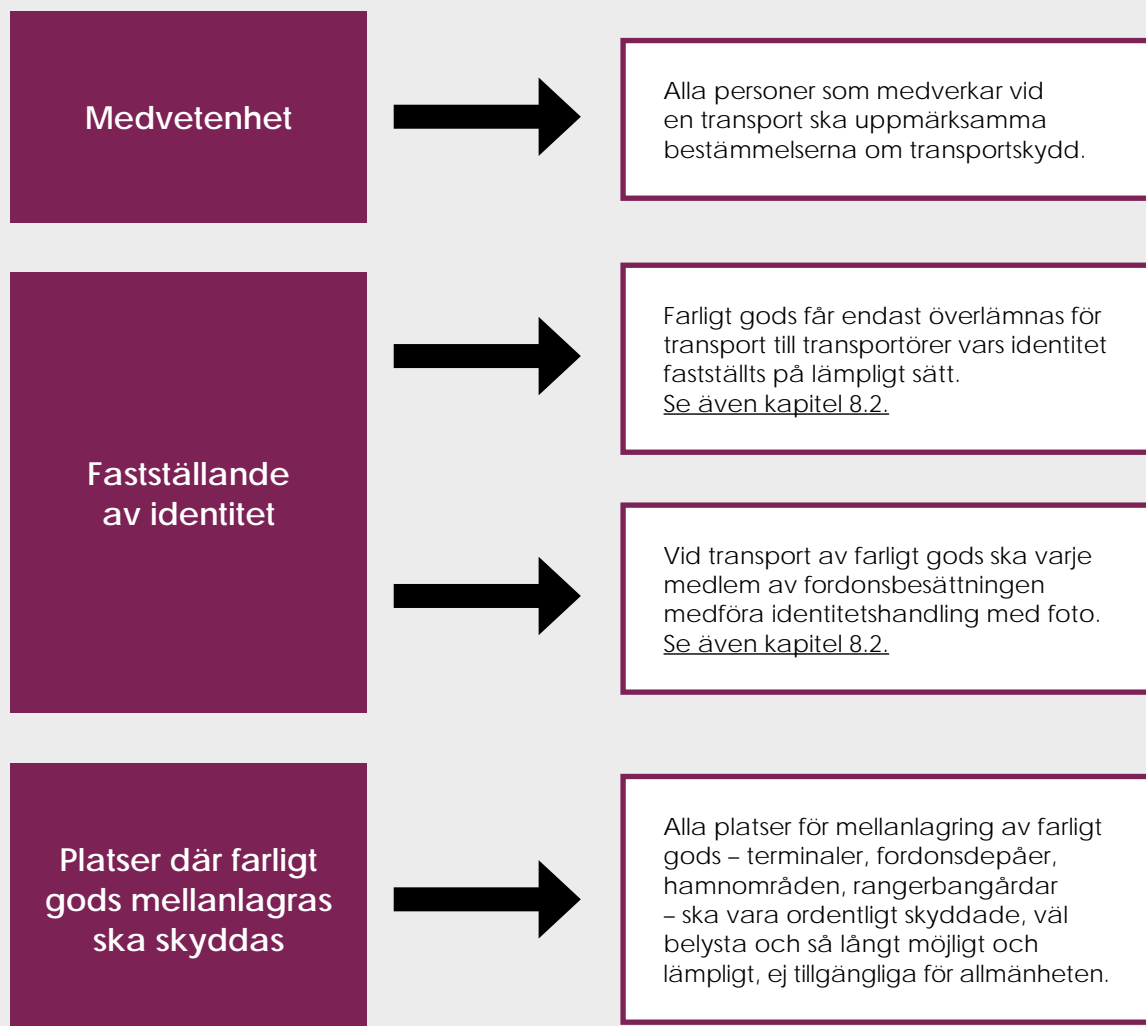 Medvetenhet
Alla personer som medverkar vid
en transport ska uppmärksamma
bestämmelserna om transportskydd.
Fastställande
av identitet
Farligt gods får endast överlämnas för
transport till transportörer vars identitet
fastställts på lämpligt sätt.
Se även kapitel 8.2.
Vid transport av farligt gods ska varje
medlem av fordonsbesättningen
medföra identitetshandling med foto.
Se även kapitel 8.2.
Platser där farligt
gods mellanlagras
ska skyddas
Alla platser för mellanlagring av farligt
gods – terminaler, fordonsdepåer,
hamnområden, rangerbangårdar
– ska vara ordentligt skyddade, väl
belysta och så långt möjligt och
lämpligt, ej tillgängliga för allmänheten.